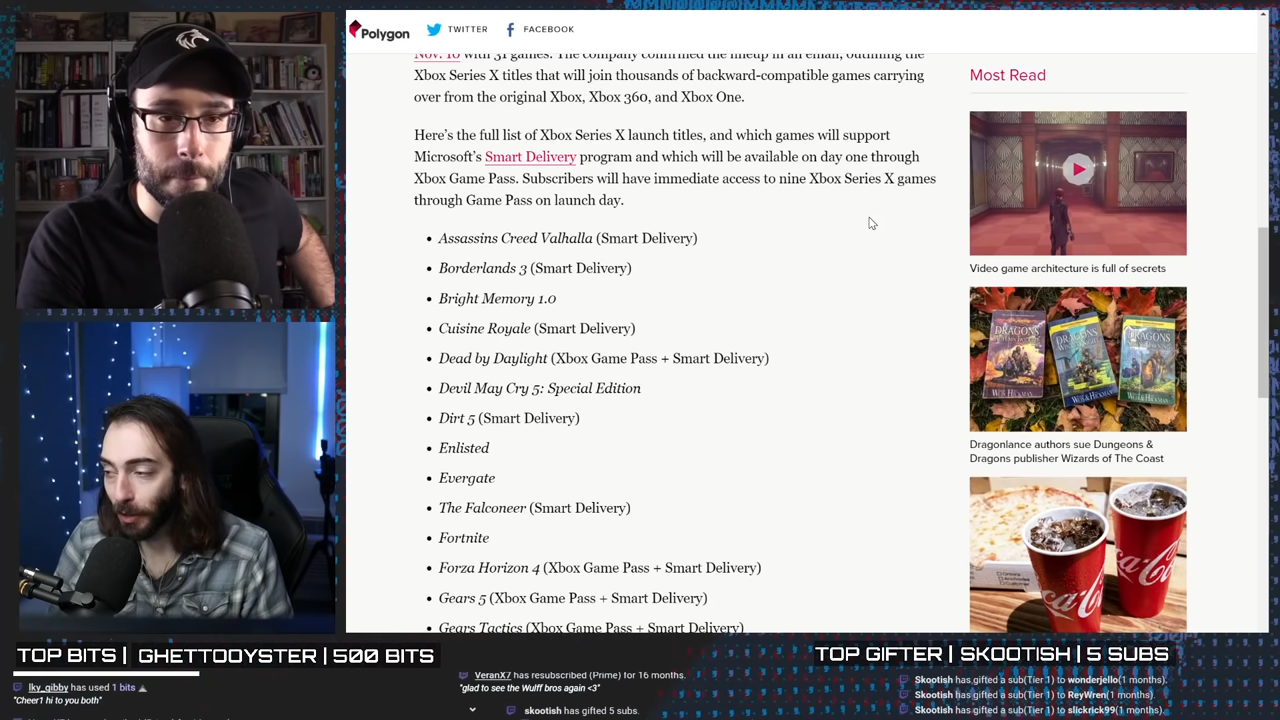 Polygon
TWITTER
FACEBOOK
Nov. 10 with 31 games. The company confirmed the lineup in an email, outlining the
Xbox Series X titles that will join thousands of backward-compatible games carrying
over from the original Xbox, Xbox 360, and Xbox One.
Here's the full list of Xbox Series X launch titles, and which games will support
Microsoft's Smart Delivery program and which will be available on day one through
Xbox Game Pass. Subscribers will have immediate access to nine Xbox Series X games
through Game Pass on launch day.
• Assassins Creed Valhalla (Smart Delivery)
• Borderlands 3 (Smart Delivery)
• Bright Memory 1.0
• Cuisine Royale (Smart Delivery)
• Dead by Daylight (Xbox Game Pass + Smart Delivery)
• Devil May Cry 5: Special Edition
• Dirt 5 (Smart Delivery)
• Enlisted
• Evergate
• The Falconeer (Smart Delivery)
• Fortnite
• Forza Horizon 4 (Xbox Game Pass + Smart Delivery)
• Gears 5 (Xbox Game Pass + Smart Delivery)
• Gears Tactics (Xbox Game Pass + Smart Delivery)
Most Read
Video game architecture is full of secrets
DRAGONS
DRAGONS
DRAGONS
Dragonlance authors sue Dungeons &
Dragons publisher Wizards of The Coast
Coca-Cola
TOP BITS | GHETTOOYSTER | 500 BITS
TOP GIFTER | SKOOTISH | 5 SUBS
lky_gibby has used 1 bits
"Cheer1 hi to you both"
VeranX7 has resubscribed (Prime) for 16 months.
"glad to see the Wulff bros again <3"
skootish has gifted 5 subs.
Skootish has gifted a sub(Tier 1) to wonderjello(1 months).
Skootish has gifted a sub(Tier 1) to ReyWren(1 months).
Skootish has gifted a sub(Tier 1) to slickrick99(1 months).